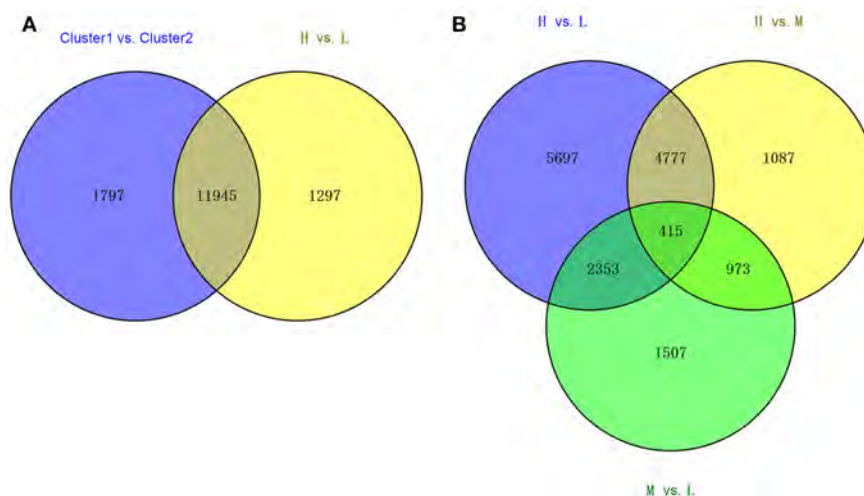 A
Cluster1 vs. Cluster2
H vs. L
1797
11945
1297
B
H vs. L
H vs. M
5697
4777
1087
415
2353
973
1507
M vs. L